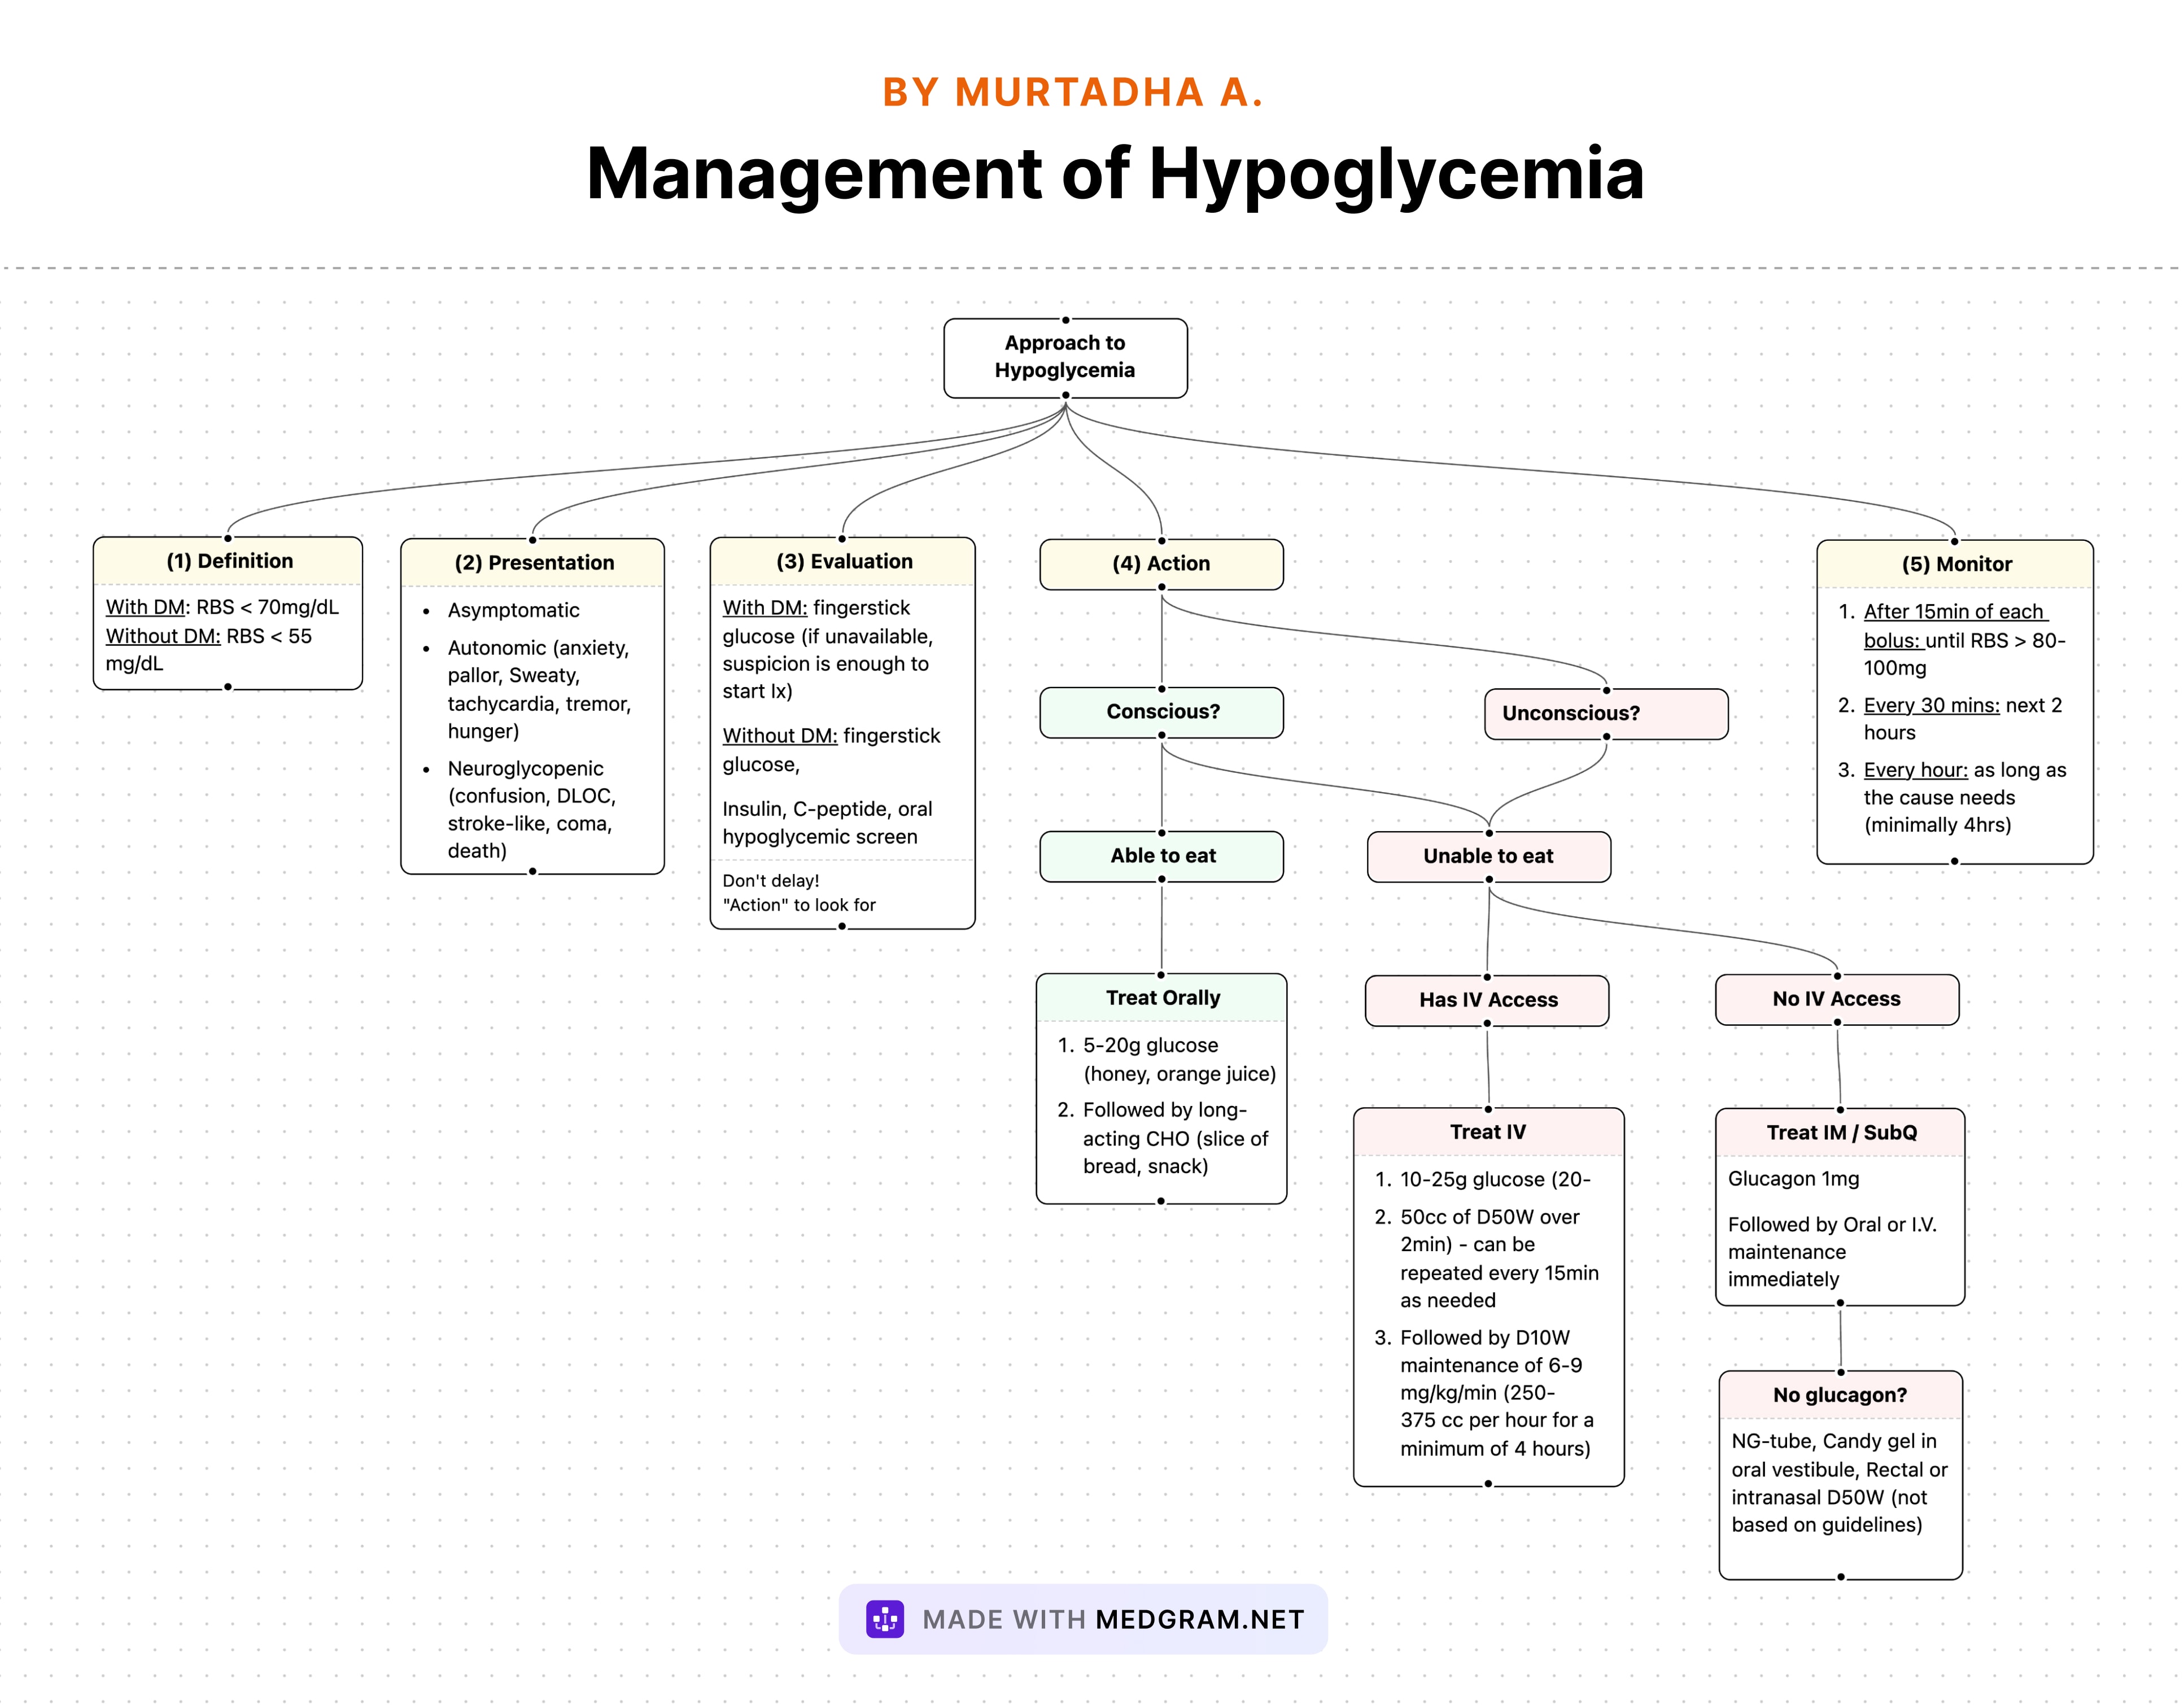 BY MURTADHA A.
Management of Hypoglycemia
Approach to
Hypoglycemia
(1) Definition
With DM: RBS < 70mg/dL
Without DM: RBS < 55
mg/dL
(2) Presentation
• Asymptomatic
• Autonomic (anxiety,
pallor, Sweaty,
tachycardia, tremor,
hunger)
• Neuroglycopenic
(confusion, DLOC,
stroke-like, coma,
death)
(3) Evaluation
With DM: fingerstick
glucose (if unavailable,
suspicion is enough to
start Ix)
Without DM: fingerstick
glucose,
Insulin, C-peptide, oral
hypoglycemic screen
Don't delay!
"Action" to look for
(4) Action
Conscious?
Unconscious?
Able to eat
Unable to eat
Treat Orally
1. 5-20g glucose
(honey, orange juice)
2. Followed by long-
acting CHO (slice of
bread, snack)
Has IV Access
No IV Access
Treat IV
1. 10-25g glucose (20-
2. 50cc of D50W over
2min) - can be
repeated every 15min
as needed
3. Followed by D10W
maintenance of 6-9
mg/kg/min (250-
375 cc per hour for a
minimum of 4 hours)
Treat IM / SubQ
Glucagon 1mg
Followed by Oral or I.V.
maintenance
immediately
No glucagon?
NG-tube, Candy gel in
oral vestibule, Rectal or
intranasal D50W (not
based on guidelines)
(5) Monitor
1. After 15min of each
bolus: until RBS > 80-
100mg
2. Every 30 mins: next 2
hours
3. Every hour: as long as
the cause needs
(minimally 4hrs)
MADE WITH MEDGRAM.NET